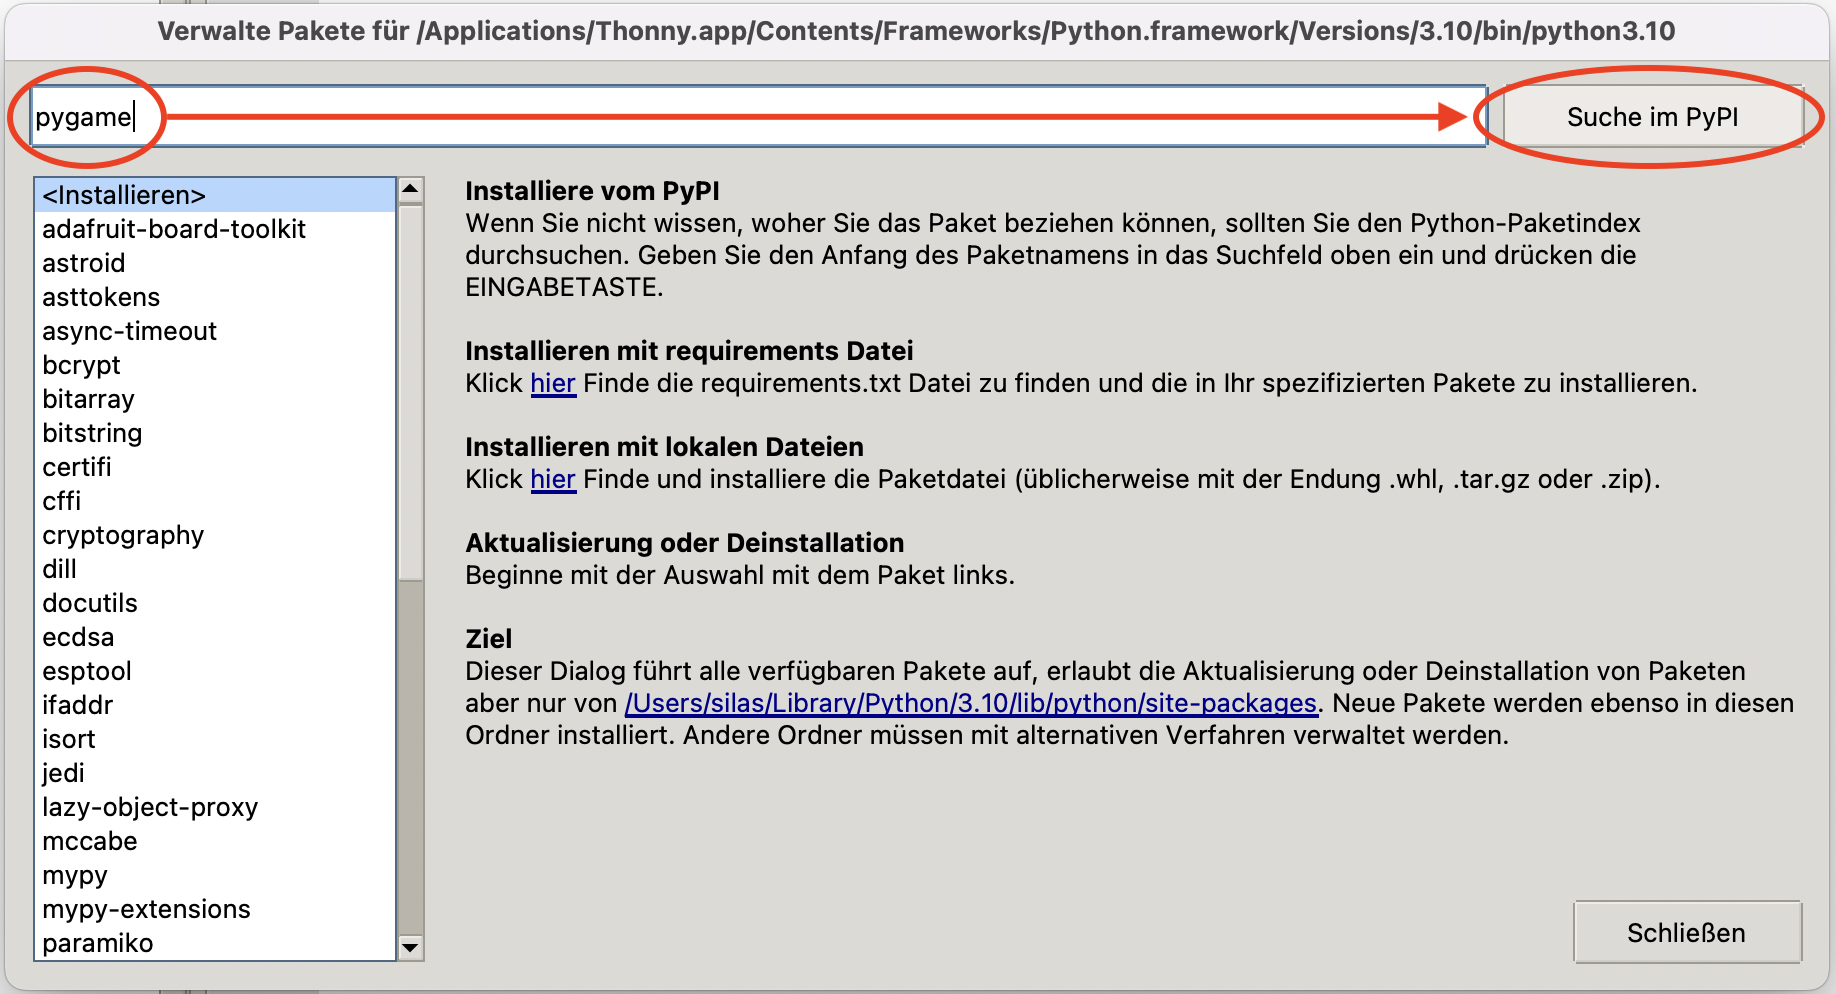 Verwalte Pakete für /Applications/Thonny.app/Contents/Frameworks/Python.framework/Versions/3.10/bin/python3.10
pygame
Suche im PyPI
<Installieren>
adafruit-board-toolkit
astroid
asttokens
async-timeout
bcrypt
bitarray
bitstring
certifi
cffi
cryptography
dill
docutils
ecdsa
esptool
ifaddr
isort
jedi
lazy-object-proxy
mccabe
mypy
mypy-extensions
paramiko
Installiere vom PyPI
Wenn Sie nicht wissen, woher Sie das Paket beziehen können, sollten Sie den Python-Paketindex
durchsuchen. Geben Sie den Anfang des Paketnamens in das Suchfeld oben ein und drücken die
EINGABETASTE.
Installieren mit requirements Datei
Klick hier Finde die requirements.txt Datei zu finden und die in Ihr spezifizierten Pakete zu installieren.
Installieren mit lokalen Dateien
Klick hier Finde und installiere die Paketdatei (üblicherweise mit der Endung .whl, .tar.gz oder .zip).
Aktualisierung oder Deinstallation
Beginne mit der Auswahl mit dem Paket links.
Ziel
Dieser Dialog führt alle verfügbaren Pakete auf, erlaubt die Aktualisierung oder Deinstallation von Paketen
aber nur von /Users/silas/Library/Python/3.10/lib/python/site-packages. Neue Pakete werden ebenso in diesen
Ordner installiert. Andere Ordner müssen mit alternativen Verfahren verwaltet werden.
Schließen